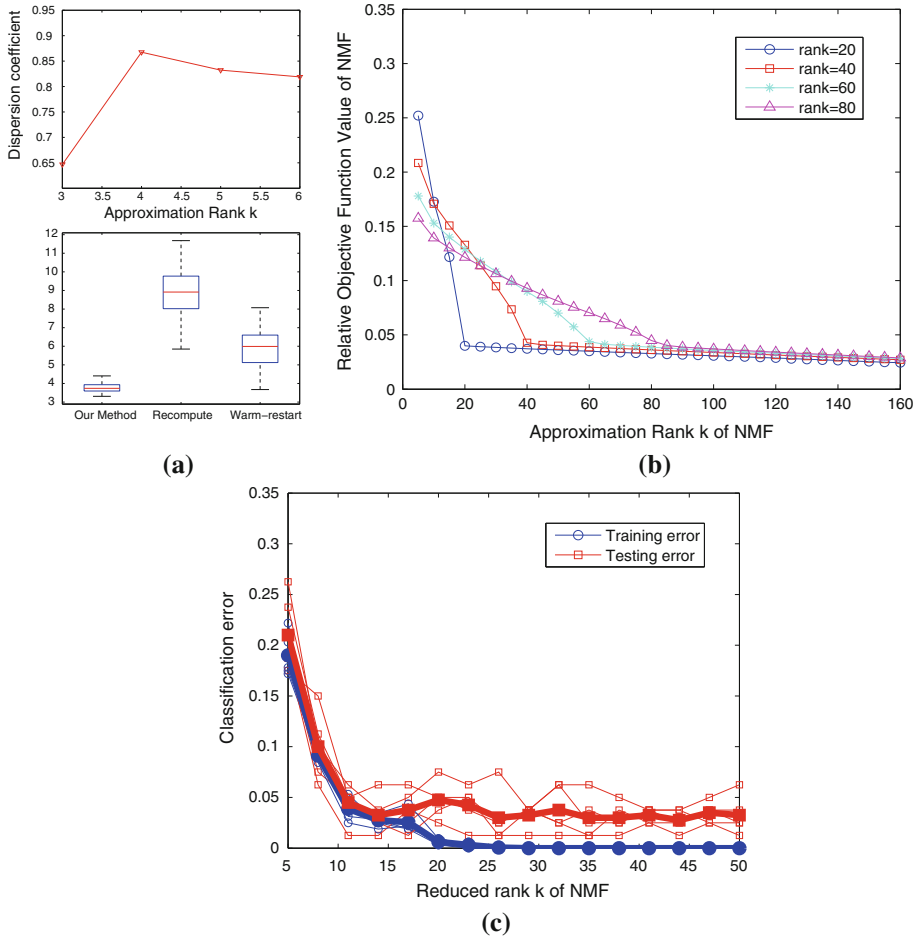 Dispersion coefficient
0.95
0.9
0.85
0.8
0.75
0.7
0.65
3 3.5 4 4.5 5 5.5 6
Approximation Rank k
12
11
10
9
8
7
6
5
4
3
Our Method Recompute Warm−restart
(a)
Relative Objective Function Value of NMF
0.35
0.3
0.25
0.2
0.15
0.1
0.05
0
0 20 40 60 80 100 120 140 160
rank=20
rank=40
rank=60
rank=80
Approximation Rank k of NMF
(b)
Classification error
0.35
0.3
0.25
0.2
0.15
0.1
0.05
0
5 10 15 20 25 30 35 40 45 50
Training error
Testing error
Reduced rank k of NMF
(c)